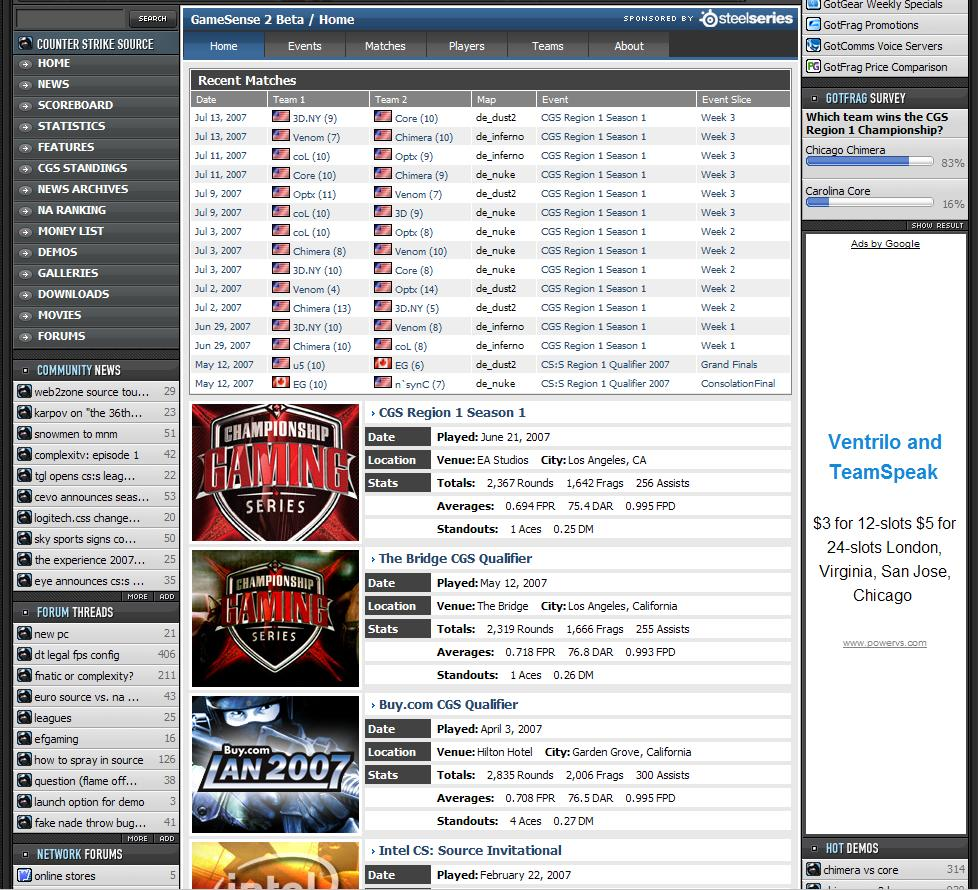 SEARCH
COUNTER STRIKE SOURCE
HOME
NEWS
SCOREBOARD
STATISTICS
FEATURES
CGS STANDINGS
NEWS ARCHIVES
NA RANKING
MONEY LIST
DEMOS
GALLERIES
DOWNLOADS
MOVIES
FORUMS
COMMUNITY NEWS
web2zone source tou... 29
karpov on "the 36th... 23
snowmen to mnm 51
complexitv: episode 1 42
tgl opens cs:s leag... 22
cevo announces seas... 53
logitech.css change... 20
sky sports signs co... 50
the experience 2007... 25
eye announces cs:s ... 35
MORE ADD
FORUM THREADS
new pc 21
dt legal fps config 406
fnatic or complexity? 211
euro source vs. na ... 43
leagues 25
efgaming 16
how to spray in source 126
question (flame off... 38
launch option for demo 3
fake nade throw bug... 41
MORE ADD
NETWORK FORUMS
online stores 5
GameSense 2 Beta / Home
SPONSORED BY steelseries
Home Events Matches Players Teams About
Recent Matches
Date Team 1 Team 2 Map Event Event Slice
Jul 13, 2007 3D.NY (9) Core (10) de_dust2 CGS Region 1 Season 1 Week 3
Jul 13, 2007 Venom (7) Chimera (10) de_inferno CGS Region 1 Season 1 Week 3
Jul 11, 2007 coL (10) Optx (9) de_inferno CGS Region 1 Season 1 Week 3
Jul 11, 2007 Core (10) Chimera (9) de_nuke CGS Region 1 Season 1 Week 3
Jul 9, 2007 Optx (11) Venom (7) de_dust2 CGS Region 1 Season 1 Week 3
Jul 9, 2007 coL (10) 3D (9) de_nuke CGS Region 1 Season 1 Week 3
Jul 3, 2007 coL (10) Optx (8) de_nuke CGS Region 1 Season 1 Week 2
Jul 3, 2007 Chimera (8) Venom (10) de_nuke CGS Region 1 Season 1 Week 2
Jul 3, 2007 3D.NY (10) Core (8) de_nuke CGS Region 1 Season 1 Week 2
Jul 2, 2007 Venom (4) Optx (14) de_dust2 CGS Region 1 Season 1 Week 2
Jul 2, 2007 Chimera (13) 3D.NY (5) de_dust2 CGS Region 1 Season 1 Week 2
Jun 29, 2007 3D.NY (10) Venom (8) de_inferno CGS Region 1 Season 1 Week 1
Jun 29, 2007 Chimera (10) coL (8) de_inferno CGS Region 1 Season 1 Week 1
May 12, 2007 u5 (10) EG (6) de_dust2 CS:S Region 1 Qualifier 2007 Grand Finals
May 12, 2007 EG (10) n`synC (7) de_nuke CS:S Region 1 Qualifier 2007 ConsolationFinal
CHAMPIONSHIP
GAMING
SERIES
CGS Region 1 Season 1
Date Played: June 21, 2007
Location Venue: EA Studios City: Los Angeles, CA
Stats Totals: 2,367 Rounds 1,642 Frags 256 Assists
Averages: 0.694 FPR 75.4 DAR 0.995 FPD
Standouts: 1 Aces 0.25 DM
CHAMPIONSHIP
GAMING
SERIES
The Bridge CGS Qualifier
Date Played: May 12, 2007
Location Venue: The Bridge City: Los Angeles, California
Stats Totals: 2,319 Rounds 1,666 Frags 255 Assists
Averages: 0.718 FPR 76.8 DAR 0.993 FPD
Standouts: 1 Aces 0.26 DM
Buy.com
LAN 2007
Buy.com CGS Qualifier
Date Played: April 3, 2007
Location Venue: Hilton Hotel City: Garden Grove, California
Stats Totals: 2,835 Rounds 2,006 Frags 300 Assists
Averages: 0.708 FPR 76.5 DAR 0.995 FPD
Standouts: 4 Aces 0.27 DM
intel
Intel CS: Source Invitational
Date Played: February 22, 2007
GotGear Weekly Specials
GotFrag Promotions
GotComms Voice Servers
GotFrag Price Comparison
GOTFRAG SURVEY
Which team wins the CGS
Region 1 Championship?
Chicago Chimera
83%
Carolina Core
16%
SHOW RESULT
Ads by Google
Ventrilo and
TeamSpeak
$3 for 12-slots $5 for
24-slots London,
Virginia, San Jose,
Chicago
www.powervs.com
HOT DEMOS
chimera vs core 314